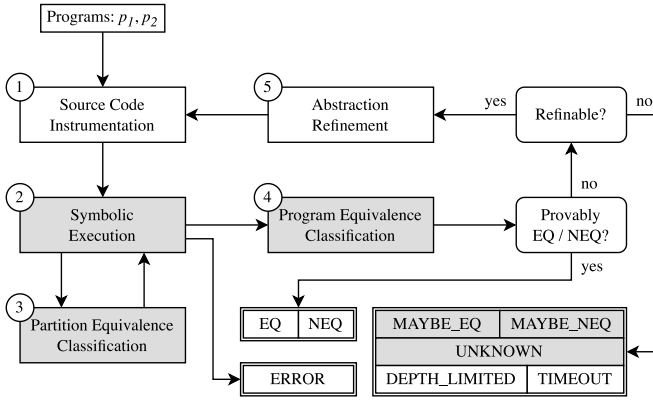 Programs: p1, p2
1
Source Code
Instrumentation
5
Abstraction
Refinement
yes
Refinable?
no
2
Symbolic
Execution
4
Program Equivalence
Classification
no
Provably
EQ / NEQ?
yes
3
Partition Equivalence
Classification
EQ
NEQ
MAYBE_EQ
MAYBE_NEQ
UNKNOWN
ERROR
DEPTH_LIMITED
TIMEOUT